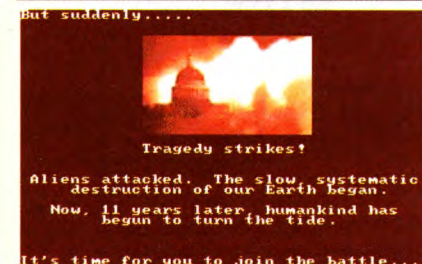 But suddenly.....
Tragedy strikes!
Aliens attacked. The slow, systematic
destruction of our Earth began.
Now, 11 years later, humankind has
begun to turn the tide.
It's time for you to join the battle...